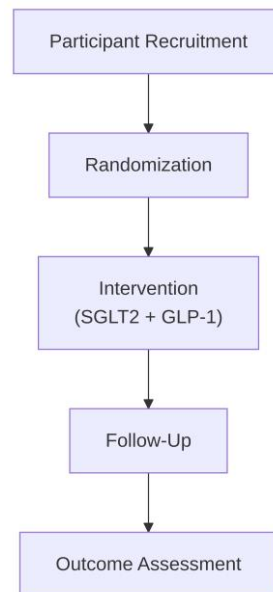 Participant Recruitment
Randomization
Intervention
(SGLT2 + GLP-1)
Follow-Up
Outcome Assessment